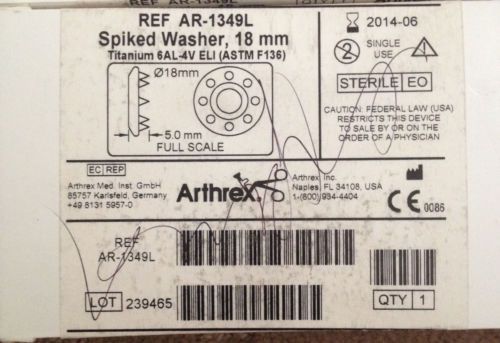 REF AR-1349L
Spiked Washer, 18 mm
Titanium 6AL-4V ELI (ASTM F136)
Ø18mm
5.0 mm
FULL SCALE
2014-06
2
SINGLE
USE
STERILE EO
CAUTION: FEDERAL LAW (USA)
RESTRICTS THIS DEVICE
TO SALE BY OR ON THE
ORDER OF A PHYSICIAN
EC REP
Arthrex Med. Inst. GmbH
85757 Karlsfeld, Germany
+49 8131 5957-0
Arthrex
Arthrex Inc.
Naples, FL 34108, USA
1-(800)934-4404
CE 0086
REF
AR-1349L
LOT 239465
QTY 1